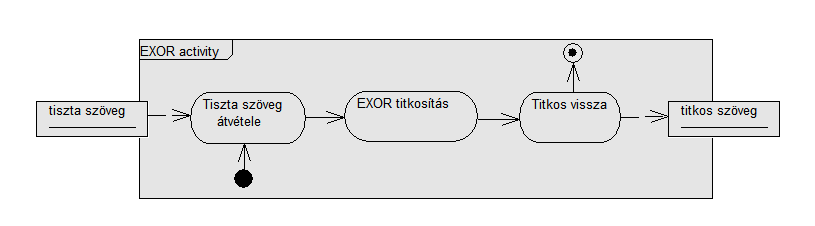 EXOR activity
tiszta szöveg
Tiszta szöveg
átvétele
EXOR titkosítás
Titkos vissza
titkos szöveg